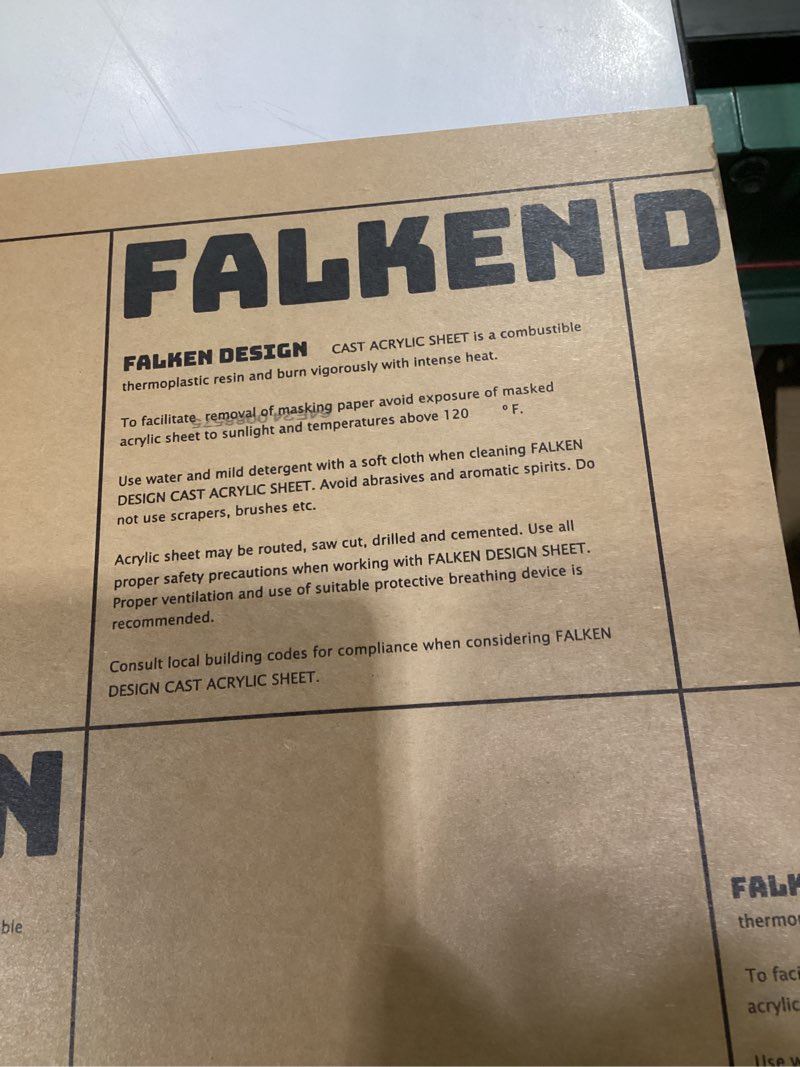 FALKEN D
FALKEN DESIGN CAST ACRYLIC SHEET is a combustible
thermoplastic resin and burn vigorously with intense heat.
To facilitate removal of masking paper avoid exposure of masked
acrylic sheet to sunlight and temperatures above 120 °F.
Use water and mild detergent with a soft cloth when cleaning FALKEN
DESIGN CAST ACRYLIC SHEET. Avoid abrasives and aromatic spirits. Do
not use scrapers, brushes etc.
Acrylic sheet may be routed, saw cut, drilled and cemented. Use all
proper safety precautions when working with FALKEN DESIGN SHEET.
Proper ventilation and use of suitable protective breathing device is
recommended.
Consult local building codes for compliance when considering FALKEN
DESIGN CAST ACRYLIC SHEET.
N
ble
FALK
thermo
To faci
acrylic
Use w